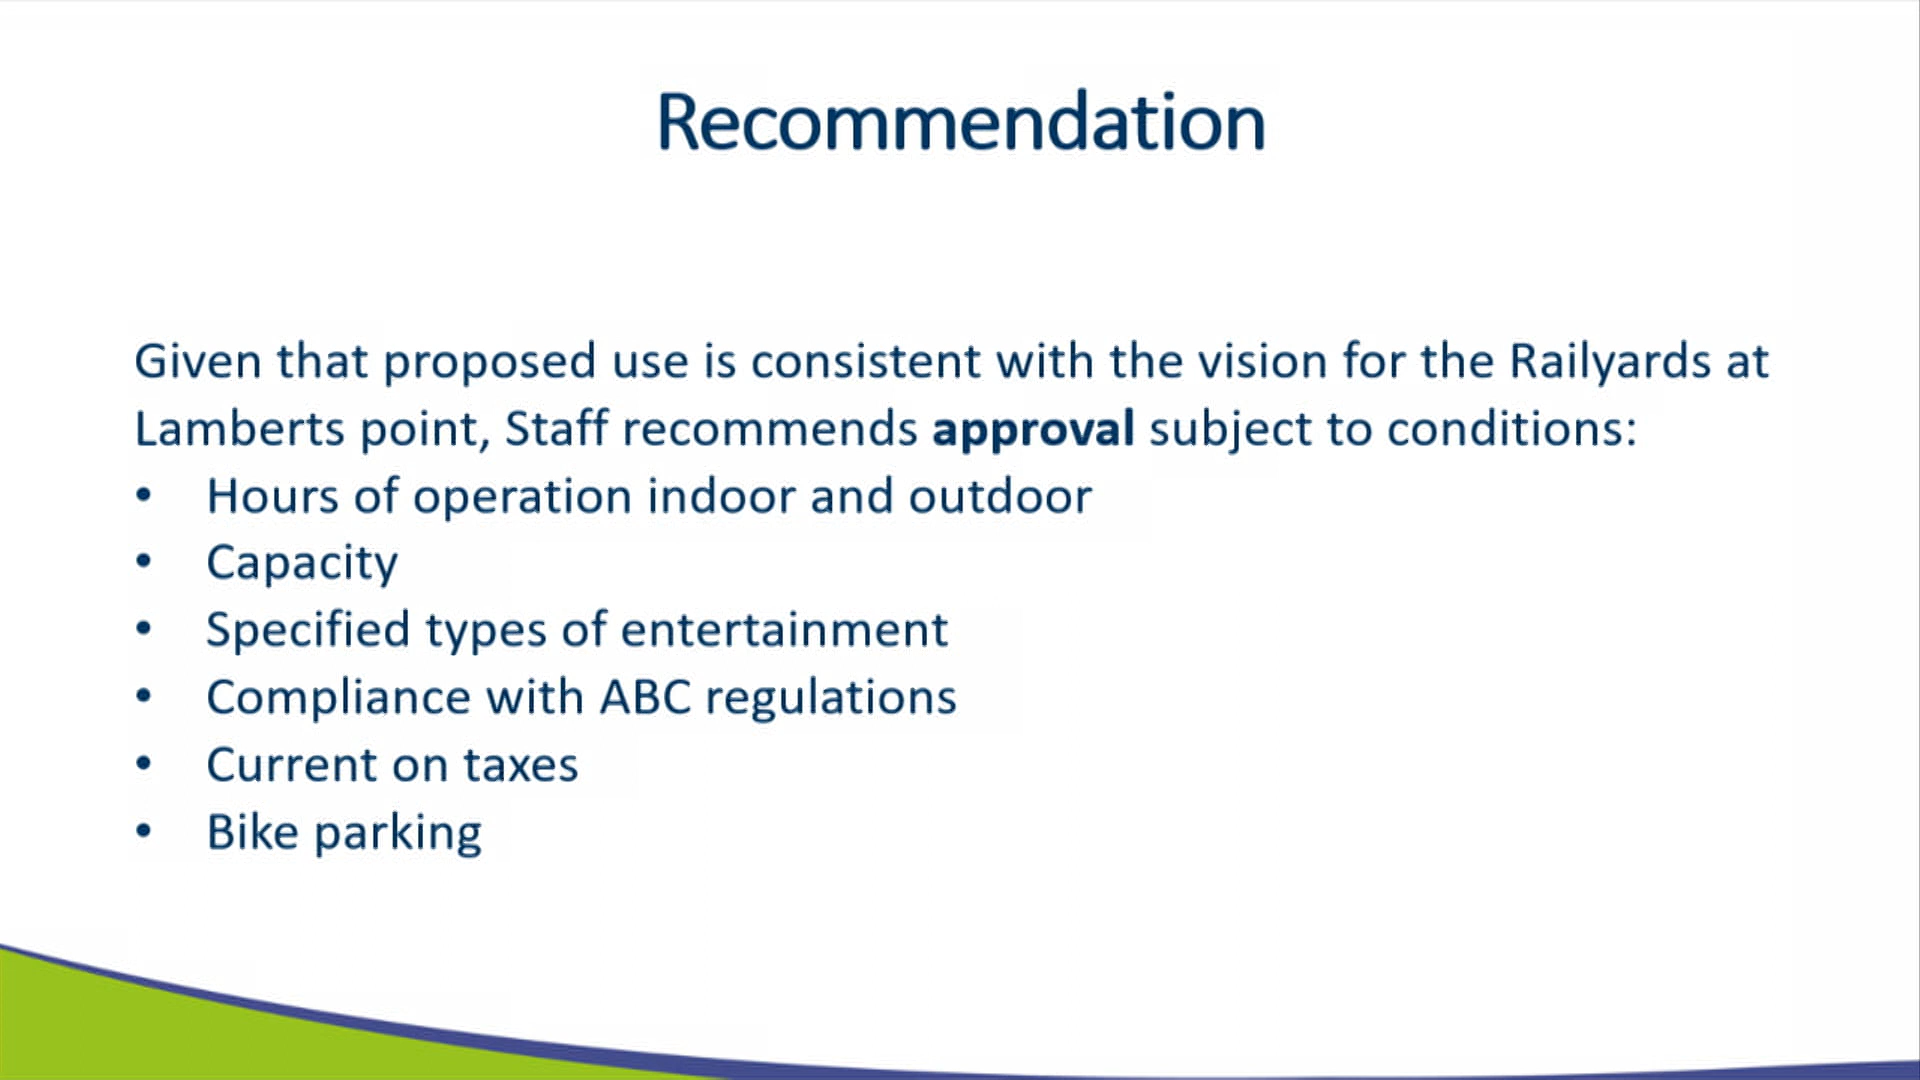 Recommendation
Given that proposed use is consistent with the vision for the Railyards at
Lamberts point, Staff recommends approval subject to conditions:
• Hours of operation indoor and outdoor
• Capacity
• Specified types of entertainment
• Compliance with ABC regulations
• Current on taxes
• Bike parking